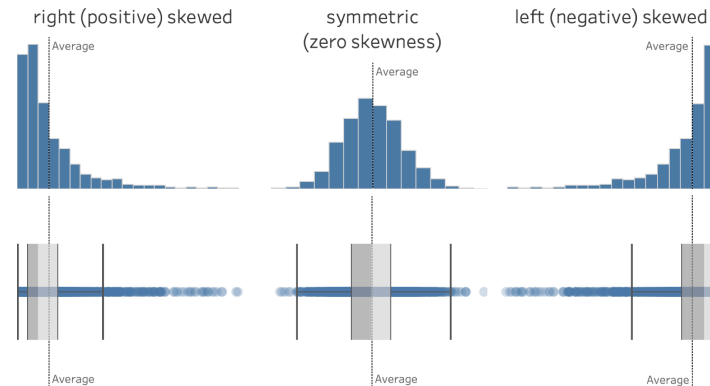 right (positive) skewed
symmetric
(zero skewness)
left (negative) skewed
Average
Average
Average
Average
Average
Average